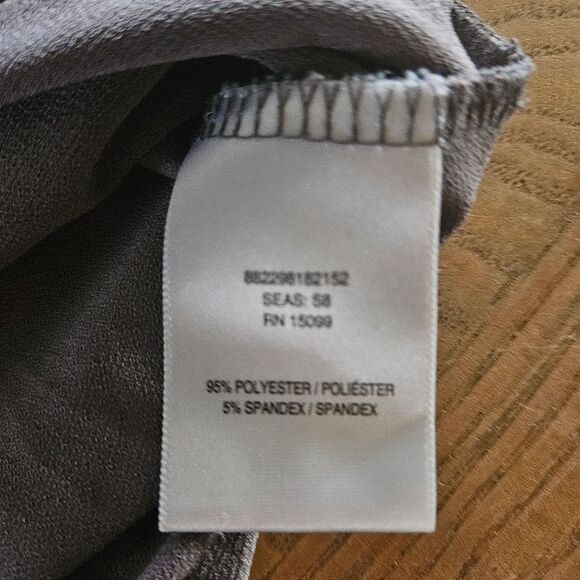 882298182152
SEAS: S8
RN 15099
95% POLYESTER / POLIÉSTER
5% SPANDEX / SPANDEX